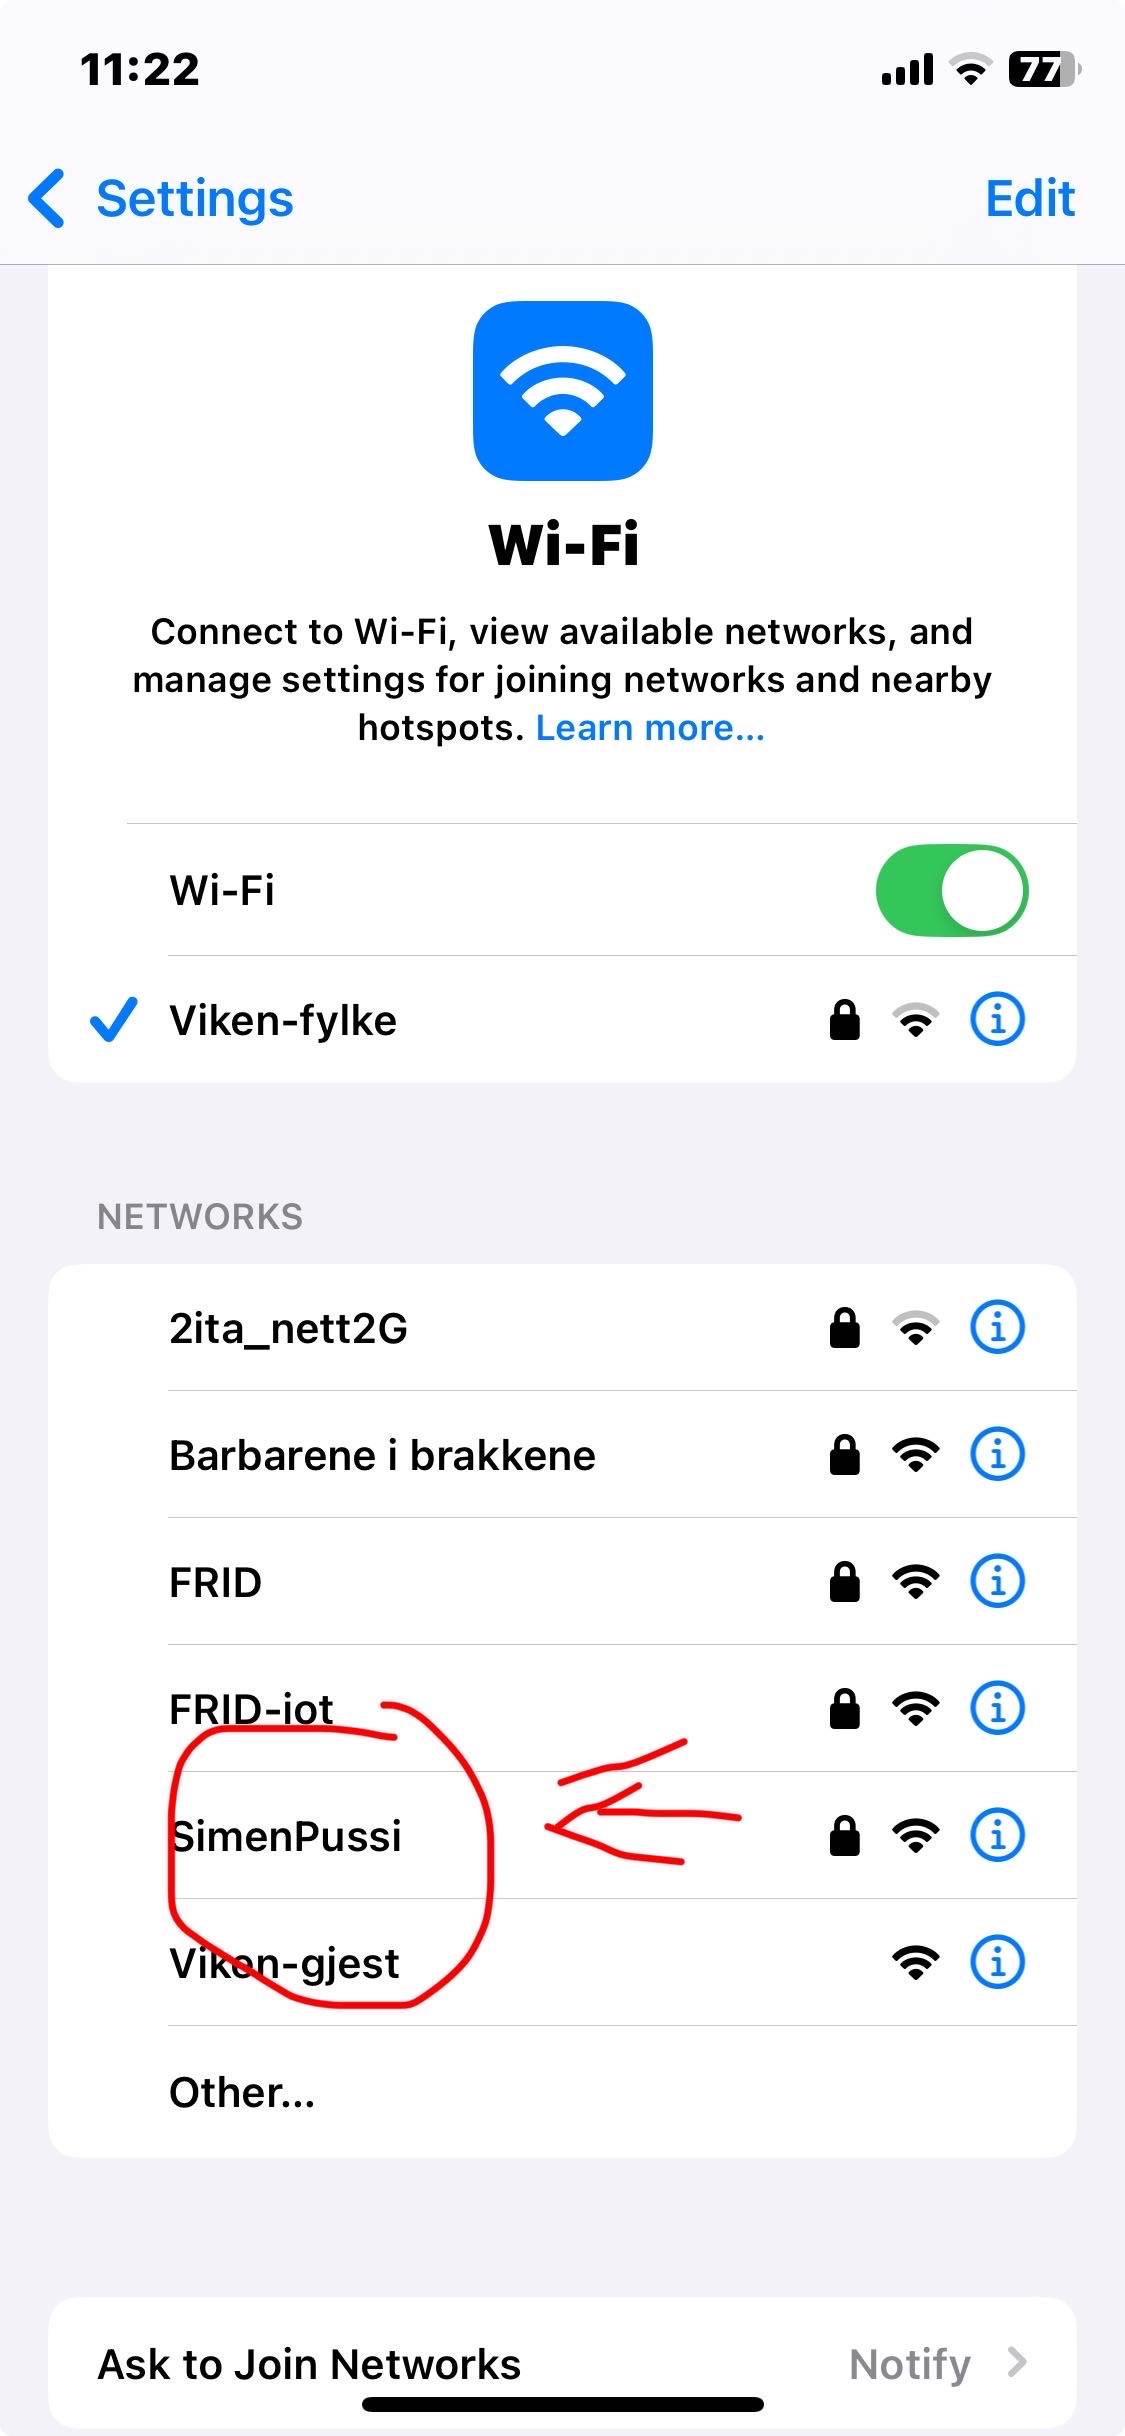 11:22
77
Settings
Edit
Wi-Fi
Connect to Wi-Fi, view available networks, and
manage settings for joining networks and nearby
hotspots. Learn more...
Wi-Fi
Viken-fylke
NETWORKS
2ita_nett2G
Barbarene i brakkene
FRID
FRID-iot
SimenPussi
Viken-gjest
Other...
Ask to Join Networks
Notify